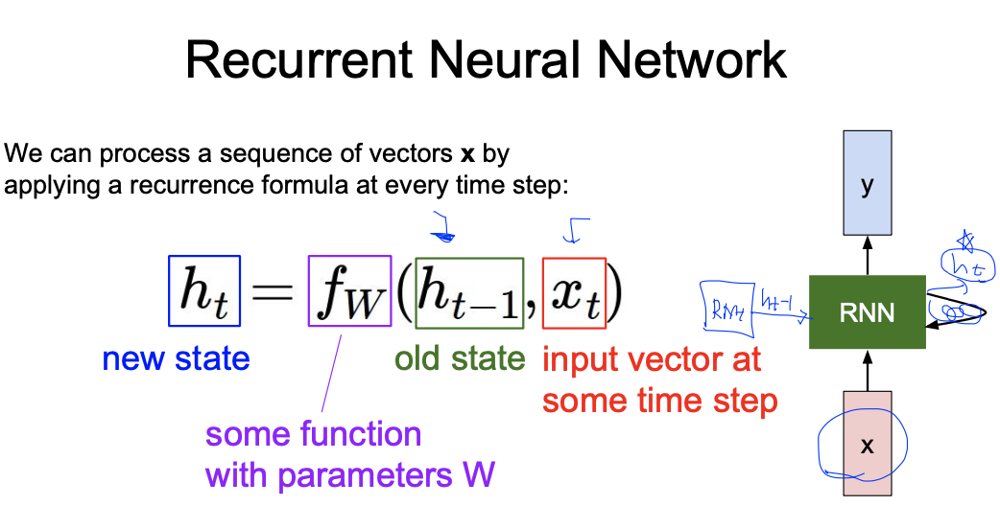 Recurrent Neural Network
We can process a sequence of vectors x by
applying a recurrence formula at every time step:
h_t = f_W(h_{t-1}, x_t)
new state
old state
input vector at
some time step
some function
with parameters W
y
h_t
RNN
h_{t-1}
RNN
x